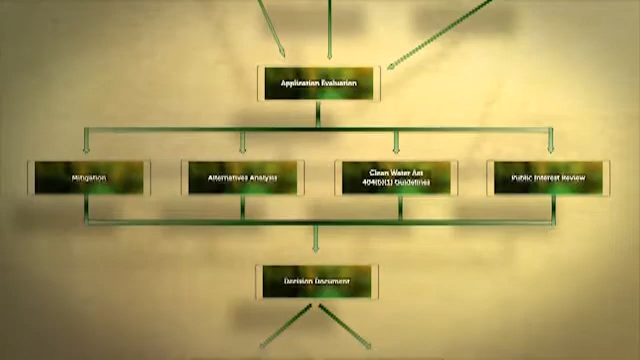 Application Evaluation
Mitigation
Alternatives Analysis
Clean Water Act
404(b)(1) Guidelines
Public Interest Review
Decision Document